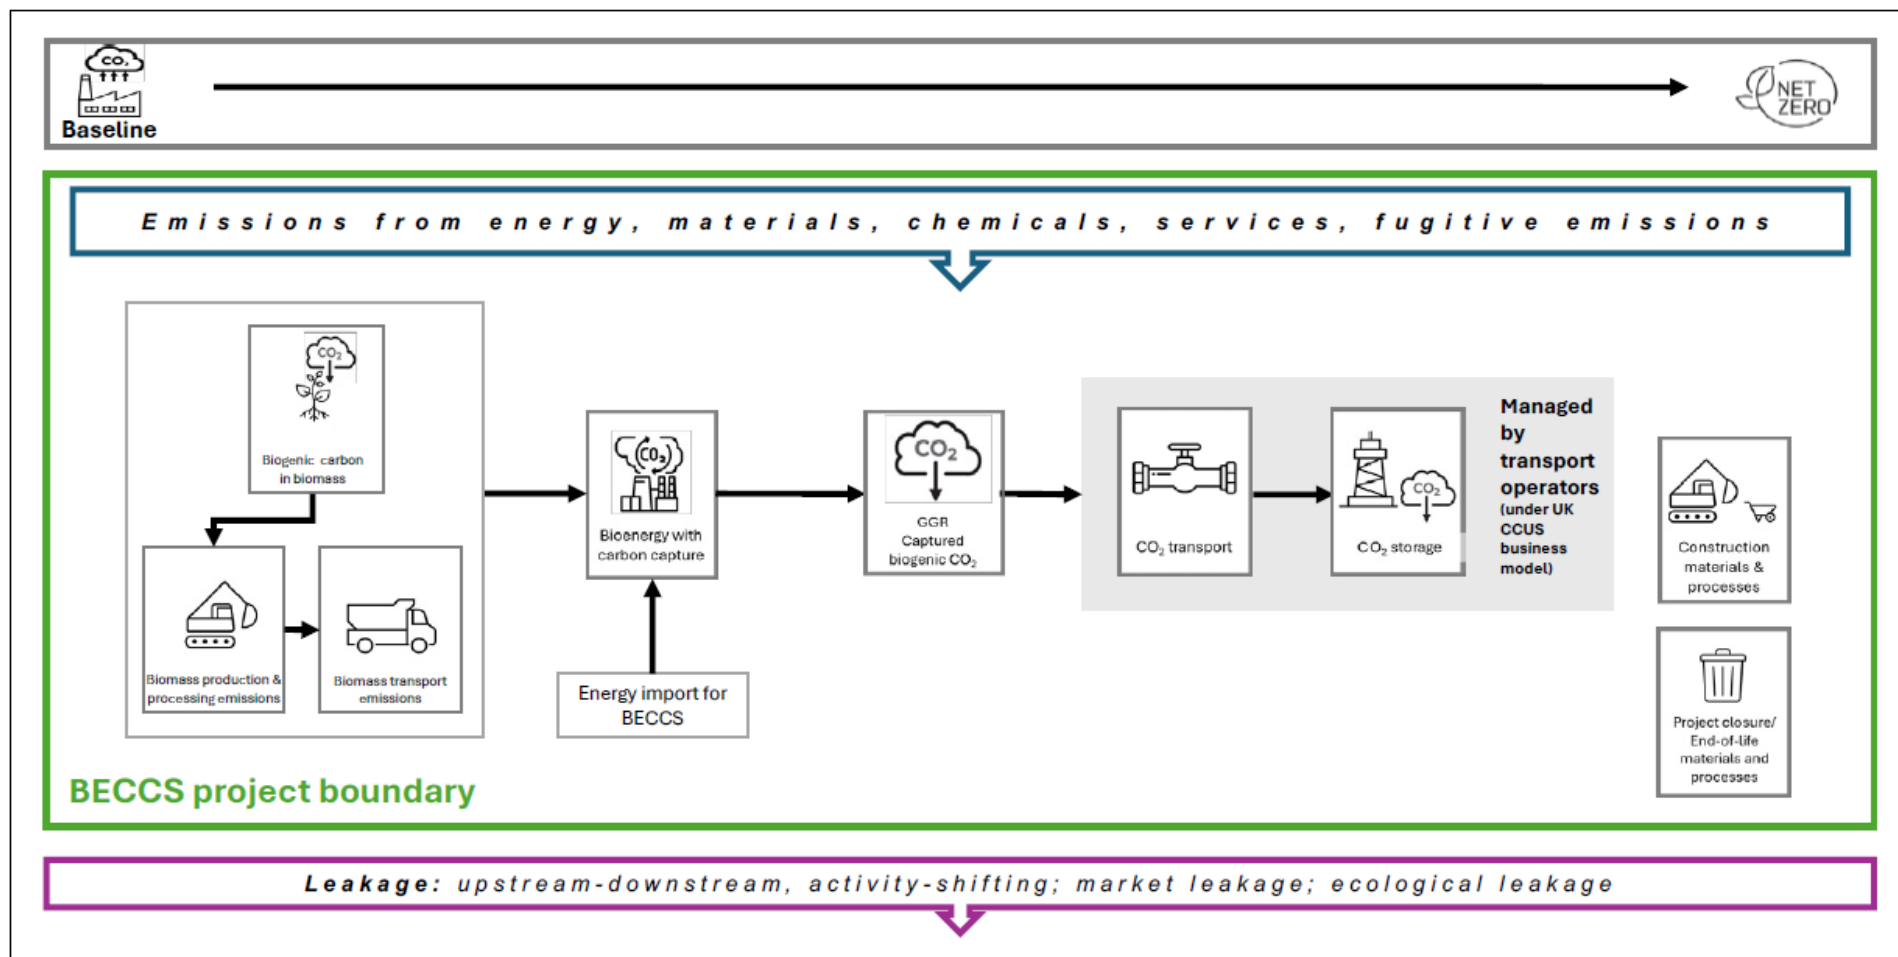 CO₂
Baseline
NET
ZERO
Emissions from energy, materials, chemicals, services, fugitive emissions
CO₂
Biogenic carbon
in biomass
Biomass production &
processing emissions
Biomass transport
emissions
CO₂
Bioenergy with
carbon capture
Energy import for
BECCS
CO₂
GGR
Captured
biogenic CO₂
CO₂ transport
CO₂
CO₂ storage
Managed
by
transport
operators
(under UK
CCUS
business
model)
Construction
materials &
processes
Project closure/
End-of-life
materials and
processes
BECCS project boundary
Leakage: upstream-downstream, activity-shifting; market leakage; ecological leakage